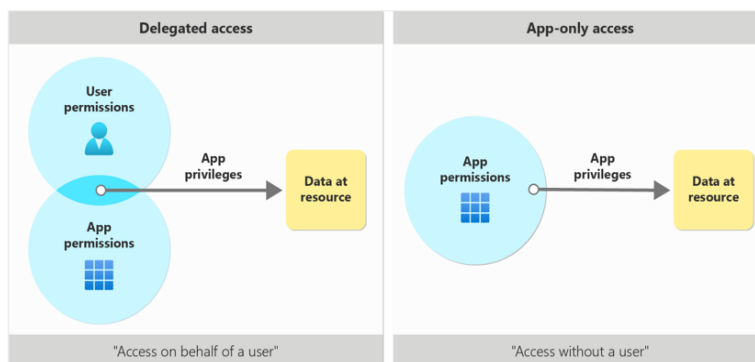 Delegated access
User
permissions
App
permissions
App
privileges
Data at
resource
"Access on behalf of a user"
App-only access
App
permissions
App
privileges
Data at
resource
"Access without a user"